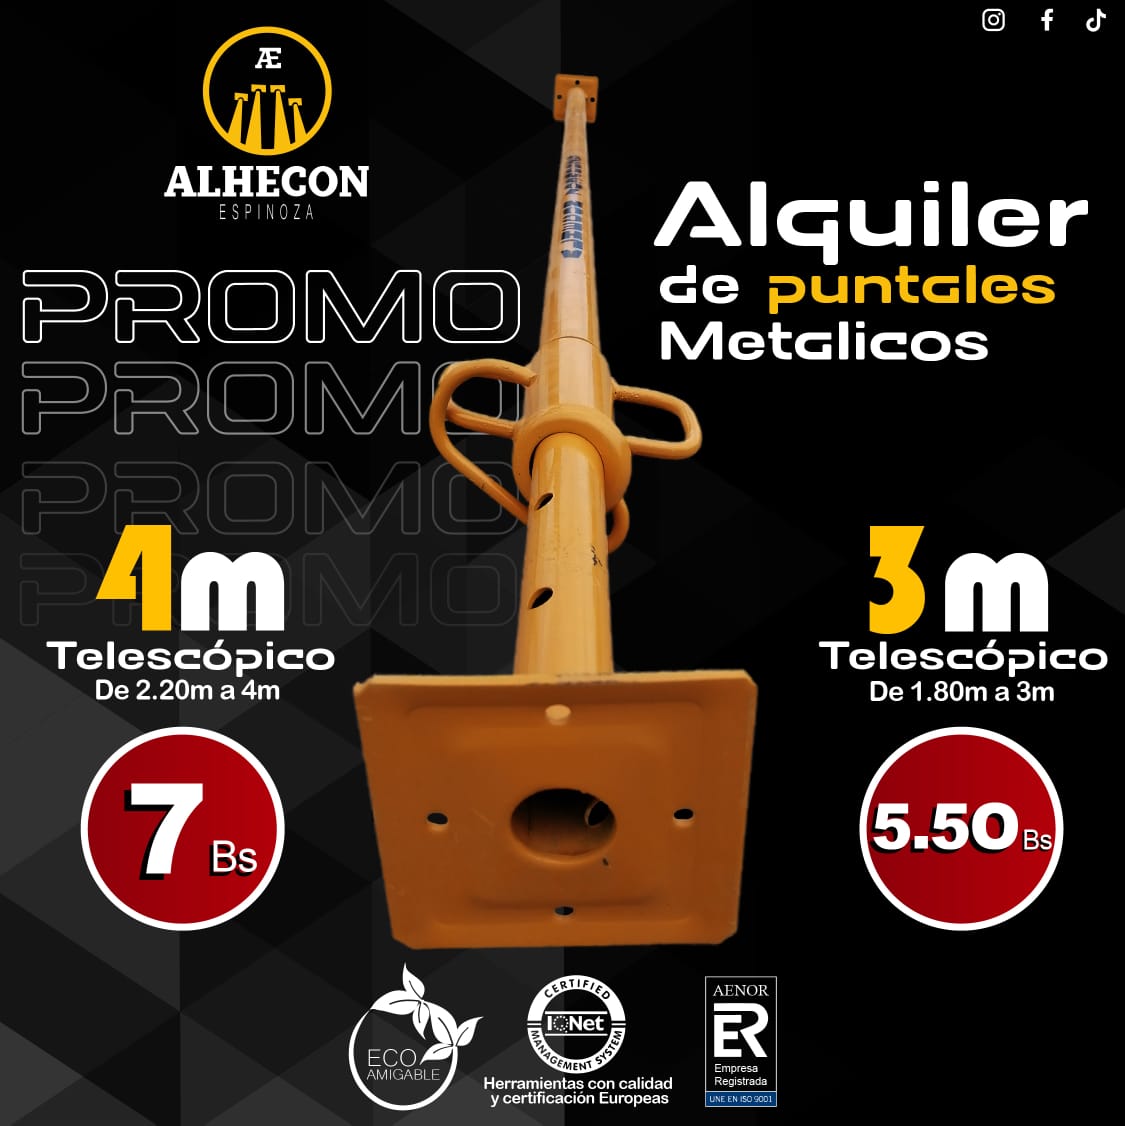 Æ
ALHECON
ESPINOZA
Alquiler
de puntales
Metalicos
PROMO
PROMO
PROMO
PROMO
4m
Telescópico
De 2.20m a 4m
7 Bs
3m
Telescópico
De 1.80m a 3m
5.50 Bs
ECO
AMIGABLE
CERTIFIED
IQNet
MANAGEMENT SYSTEM
Herramientas con calidad
y certificación Europeas
AENOR
ER
Empresa
Registrada
UNE EN ISO 9001